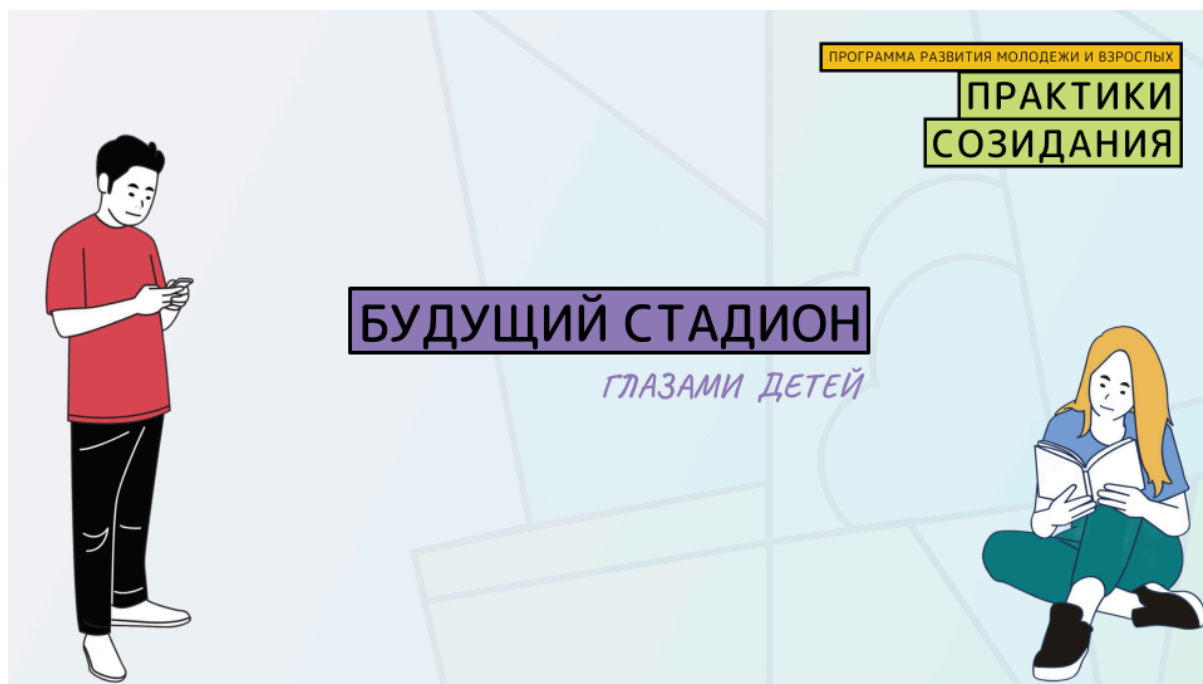 ПРОГРАММА РАЗВИТИЯ МОЛОДЕЖИ И ВЗРОСЛЫХ
ПРАКТИКИ
СОЗИДАНИЯ
БУДУЩИЙ СТАДИОН
ГЛАЗАМИ ДЕТЕЙ